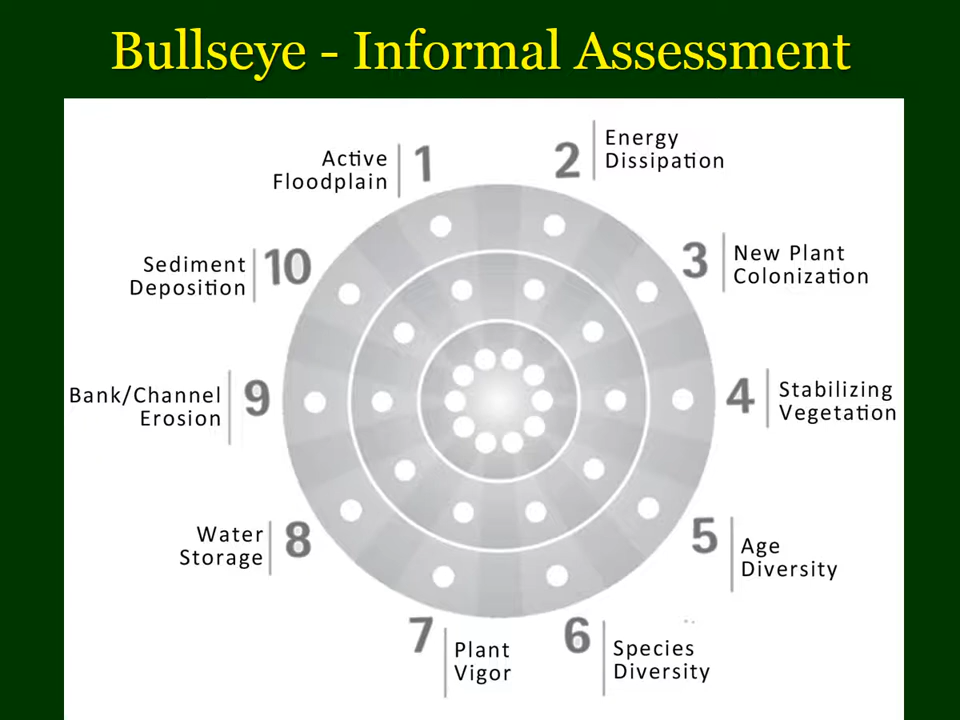 Bullseye - Informal Assessment
1
Active
Floodplain
2
Energy
Dissipation
3
New Plant
Colonization
4
Stabilizing
Vegetation
5
Age
Diversity
6
Species
Diversity
7
Plant
Vigor
8
Water
Storage
9
Bank/Channel
Erosion
10
Sediment
Deposition